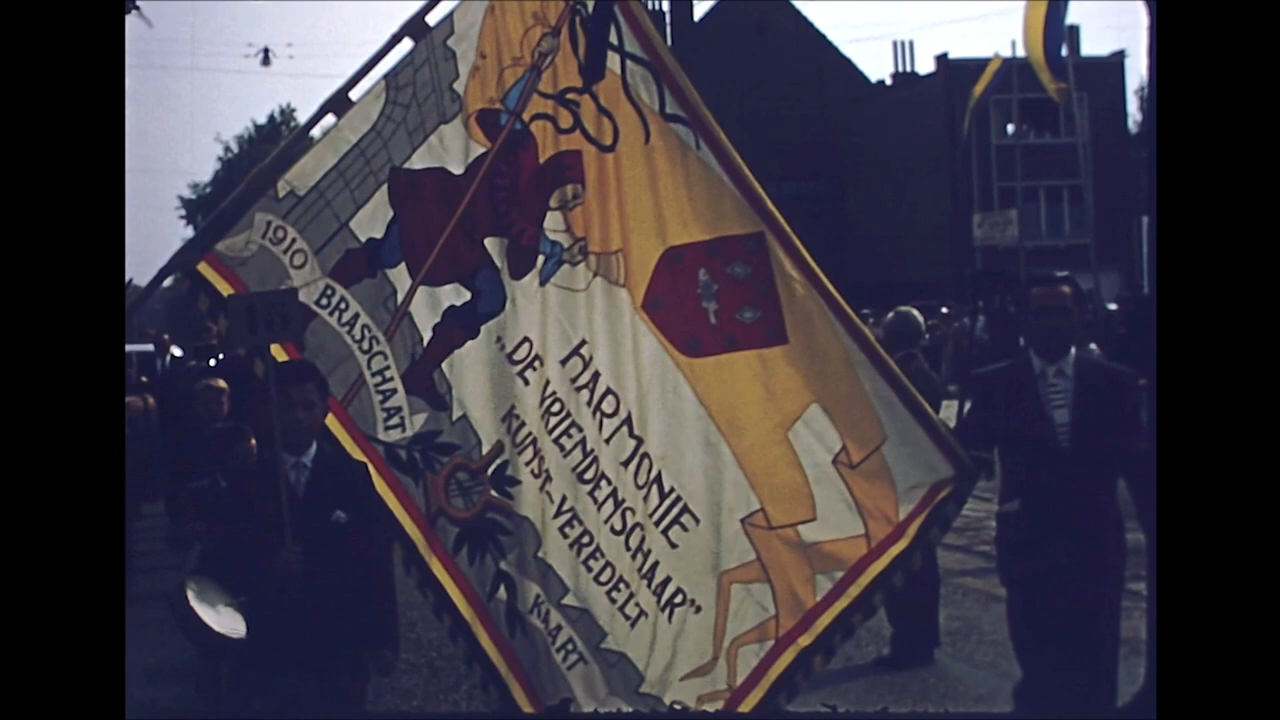 1910
BRASSCHAAT
HARMONIE
„DE VRIENDENSCHAAR”
KUNST-VEREDELT
KAART